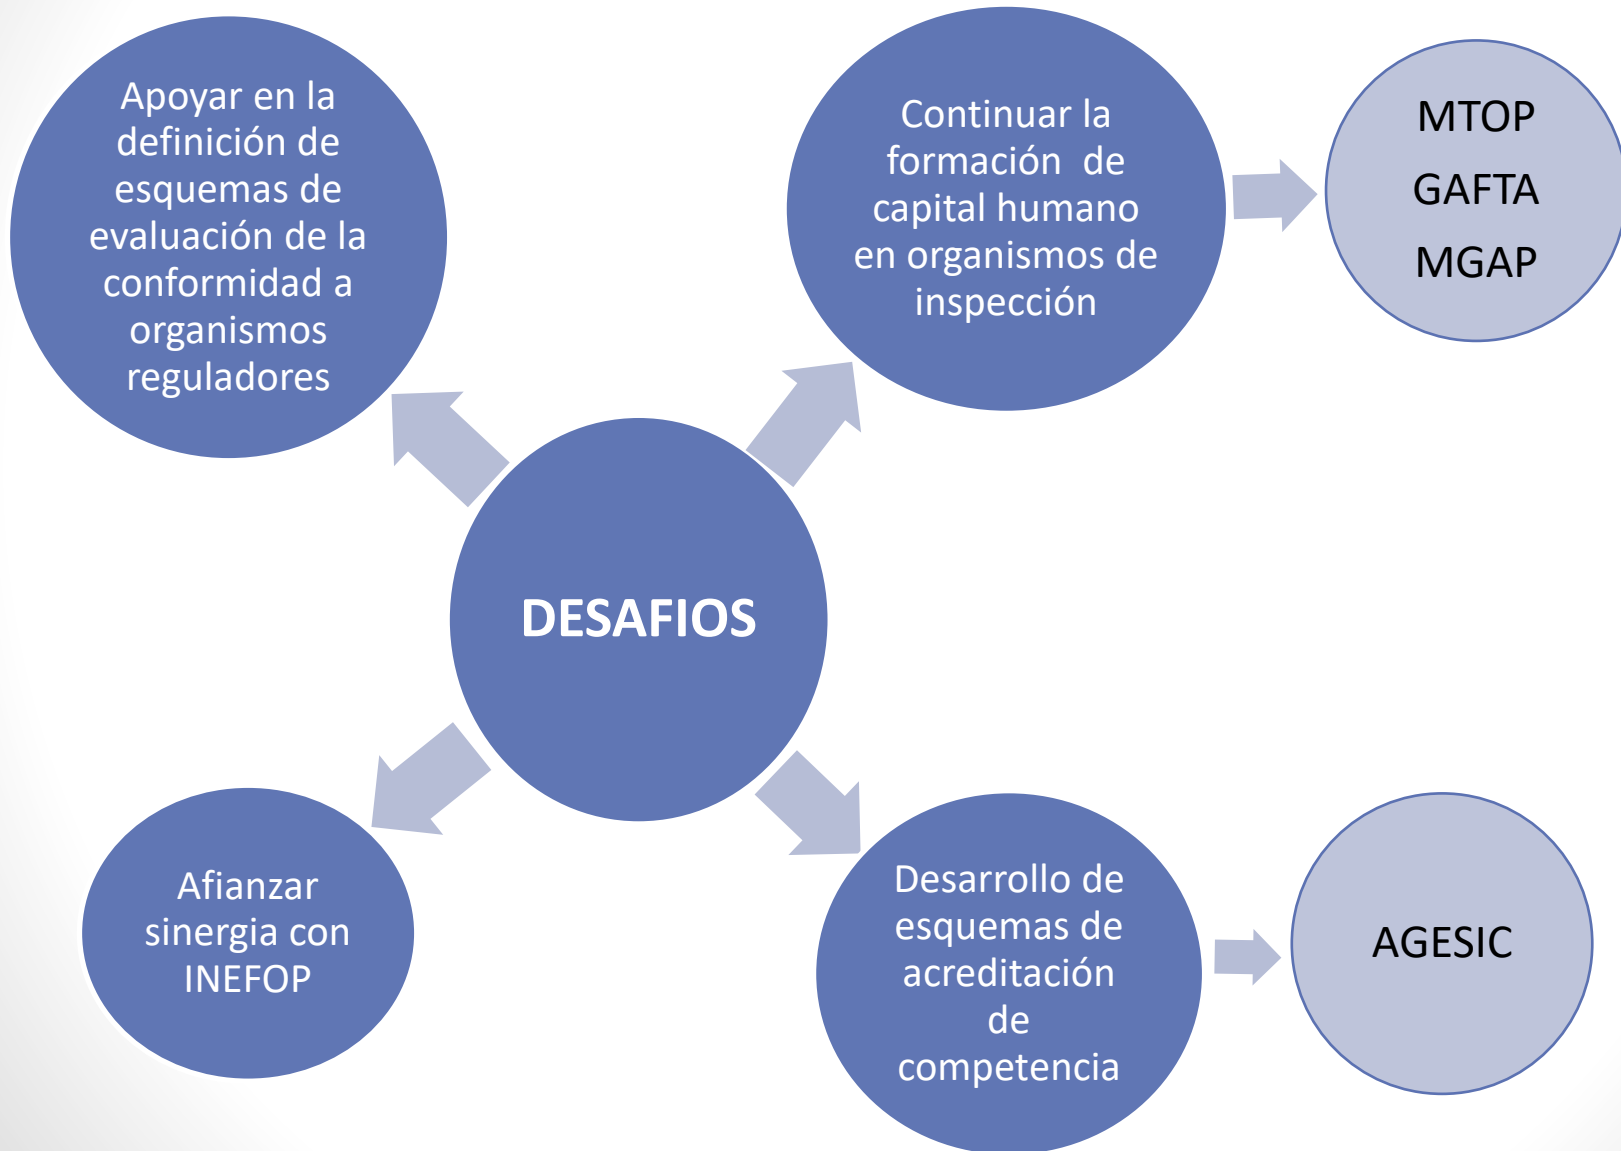 Apoyar en la
definición de
esquemas de
evaluación de la
conformidad a
organismos
reguladores
Continuar la
formación  de
capital humano
en organismos de
inspección
MTOP
GAFTA
MGAP
DESAFIOS
Afianzar
sinergia con
INEFOP
Desarrollo de
esquemas de
acreditación
de
competencia
AGESIC